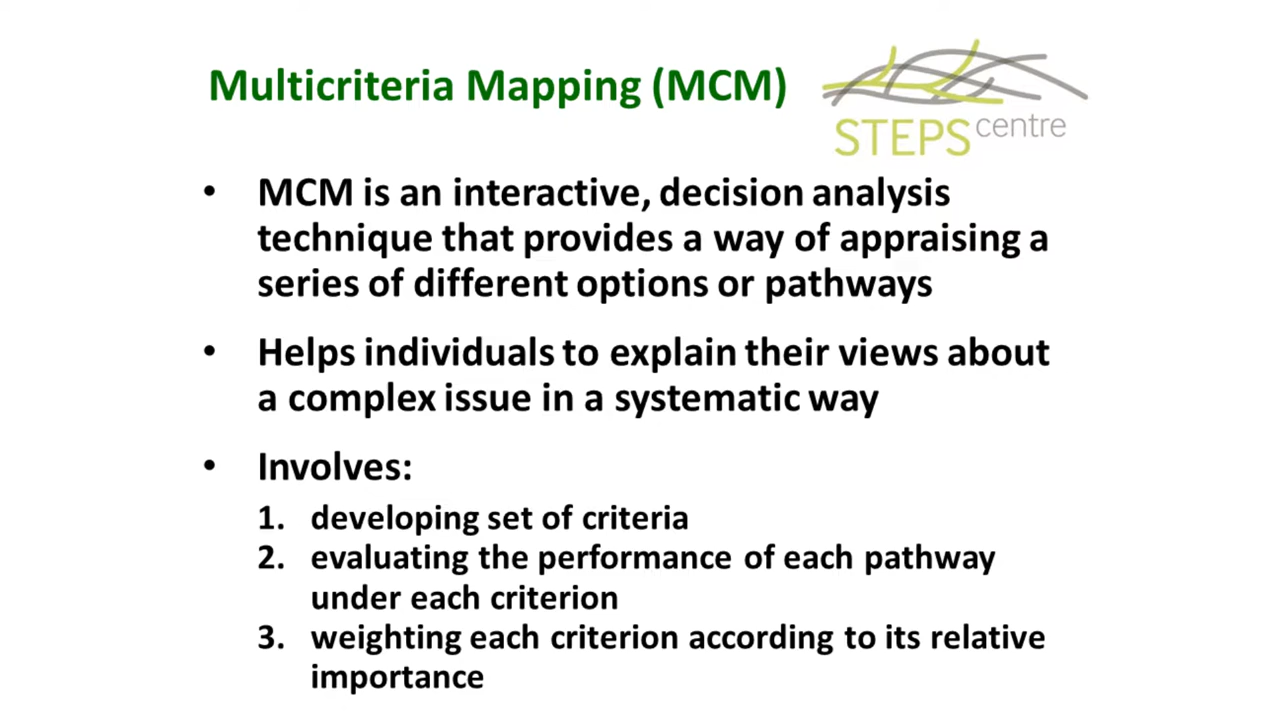 Multicriteria Mapping (MCM)
STEPS centre
• MCM is an interactive, decision analysis
technique that provides a way of appraising a
series of different options or pathways
• Helps individuals to explain their views about
a complex issue in a systematic way
• Involves:
1. developing set of criteria
2. evaluating the performance of each pathway
under each criterion
3. weighting each criterion according to its relative
importance